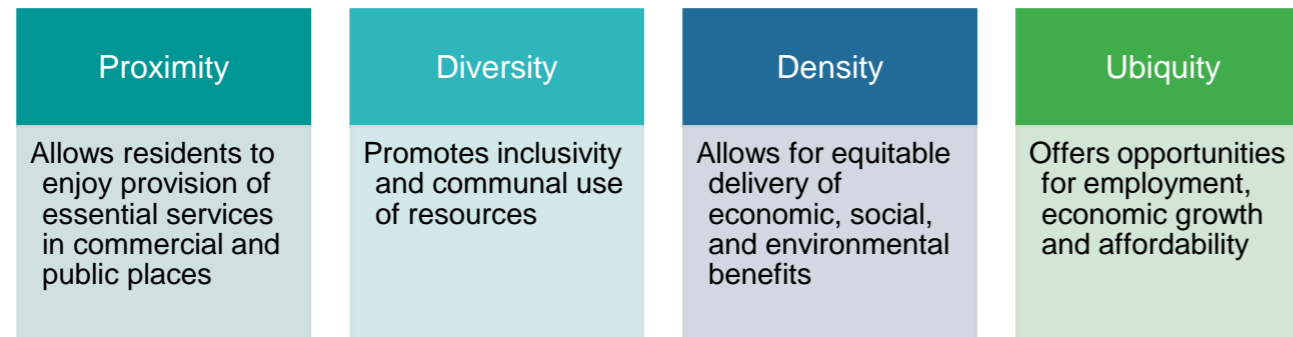 Proximity
Allows residents to
enjoy provision of
essential services
in commercial and
public places
Diversity
Promotes inclusivity
and communal use
of resources
Density
Allows for equitable
delivery of
economic, social,
and environmental
benefits
Ubiquity
Offers opportunities
for employment,
economic growth
and affordability